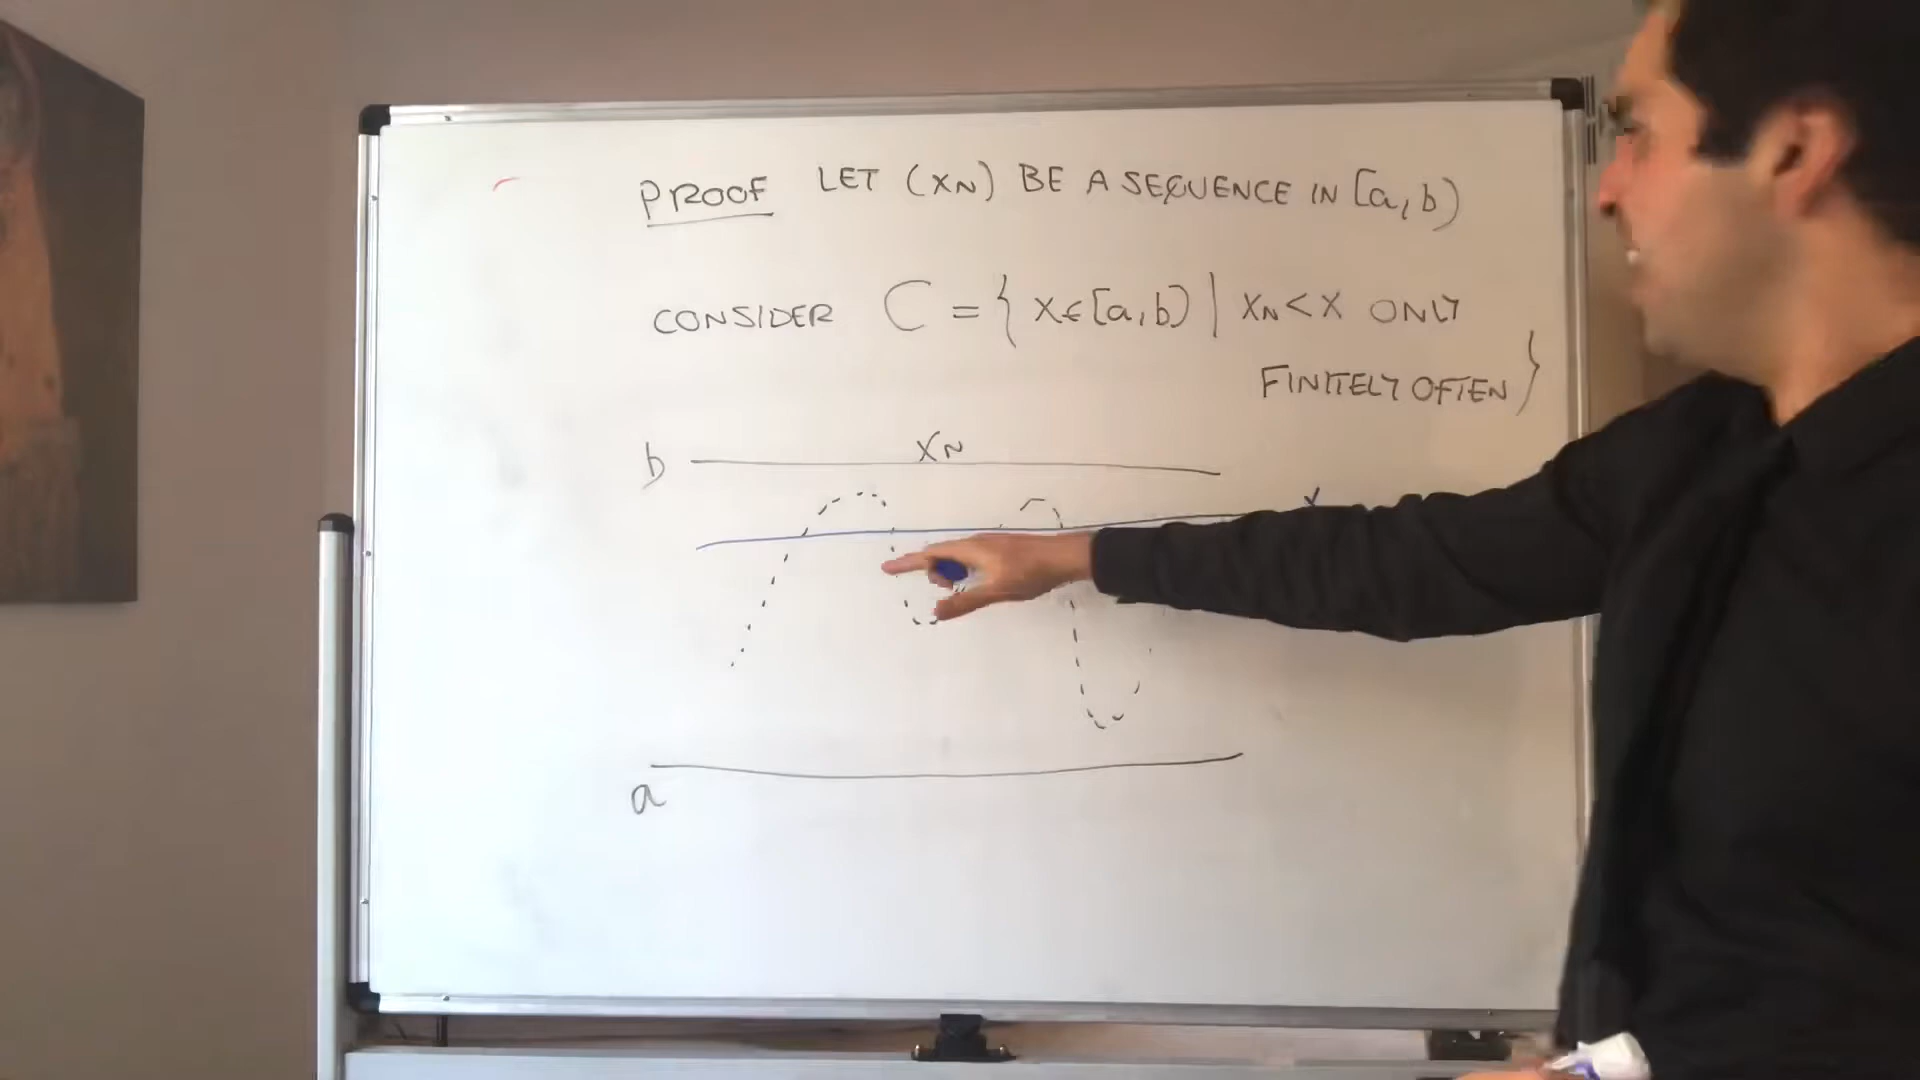 PROOF LET (XN) BE A SEQUENCE IN [a,b)
CONSIDER C = { X∈[a,b) | XN < X ONLY
FINITELY OFTEN }
b XN
a